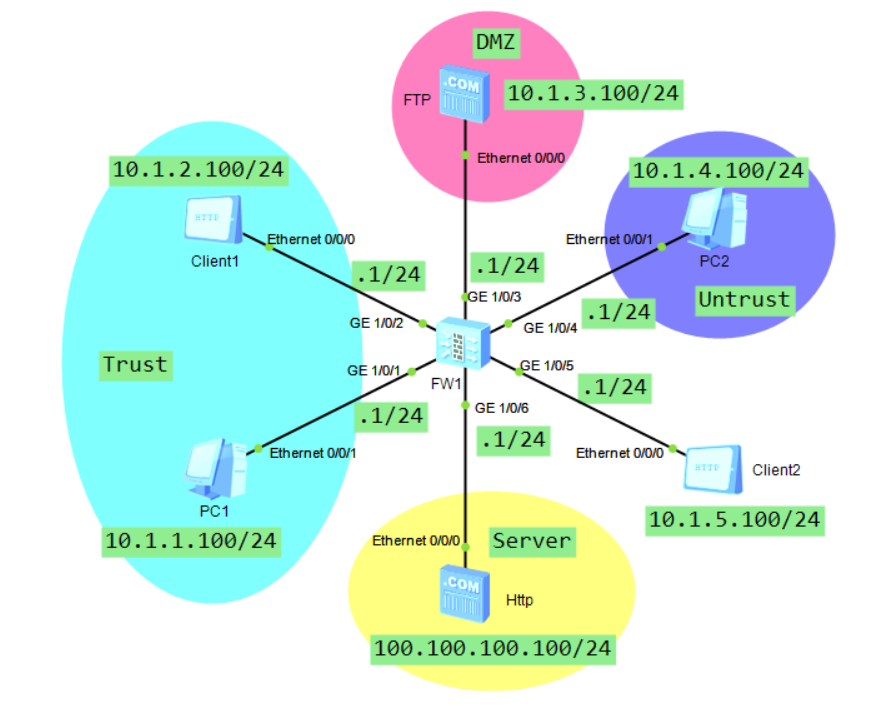 DMZ
.COM
FTP
10.1.3.100/24
Ethernet 0/0/0
10.1.2.100/24
HTTP
Ethernet 0/0/0
Client1
.1/24
GE 1/0/2
.1/24
GE 1/0/3
10.1.4.100/24
Ethernet 0/0/1
PC2
Untrust
.1/24
GE 1/0/4
Trust
GE 1/0/1
FW1
GE 1/0/5
.1/24
.1/24
GE 1/0/6
.1/24
Ethernet 0/0/1
PC1
10.1.1.100/24
Ethernet 0/0/0
HTTP
Client2
10.1.5.100/24
Ethernet 0/0/0
Server
.COM
Http
100.100.100.100/24